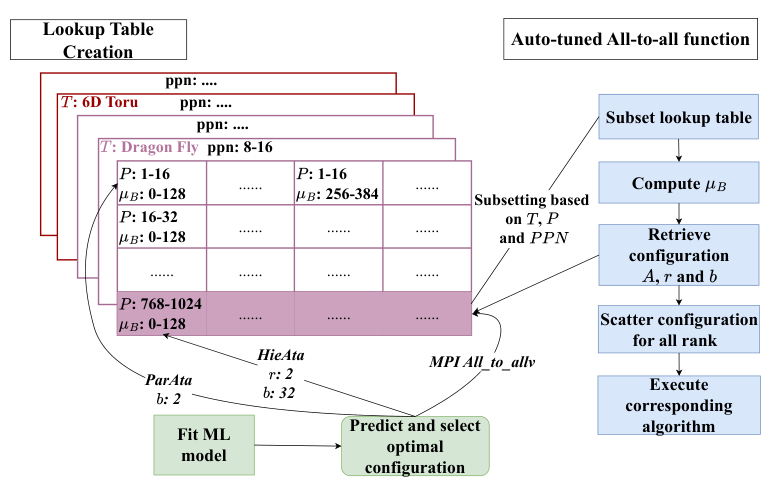 Lookup Table
Creation
Auto-tuned All-to-all function
ppn: ....
T: 6D Toru ppn: ....
ppn: ....
T: Dragon Fly ppn: 8-16
P: 1-16
μB: 0-128
......
P: 1-16
μB: 256-384
......
P: 16-32
μB: 0-128
......
......
......
......
......
......
......
P: 768-1024
μB: 0-128
......
......
......
Subsetting based
on T, P
and PPN
Subset lookup table
Compute μB
Retrieve
configuration
A, r and b
Scatter configuration
for all rank
Execute
corresponding
algorithm
ParAta
b: 2
HieAta
r: 2
b: 32
MPI All_to_allv
Fit ML
model
Predict and select
optimal
configuration